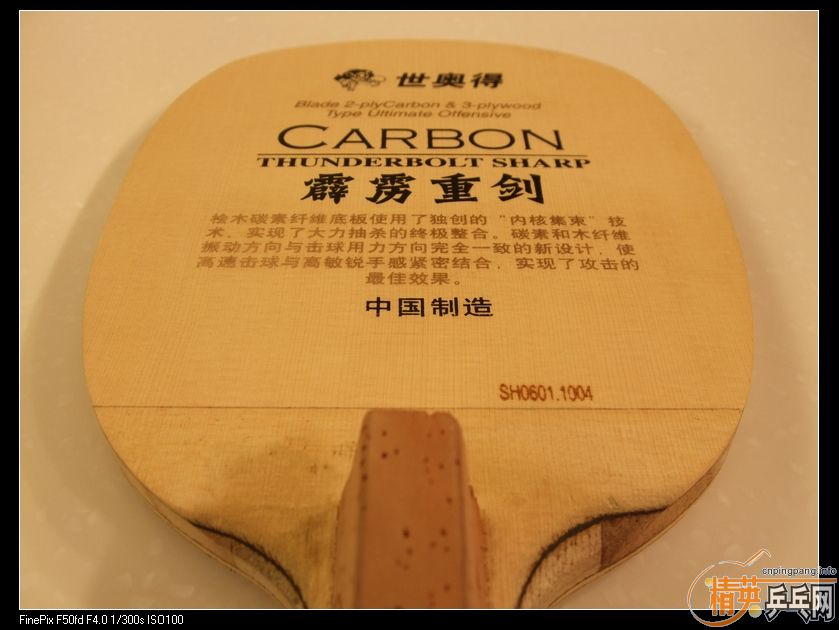 世奥得
Blade 2-plyCarbon & 3-plywood
Type Ultimate Offensive
CARBON
THUNDERBOLT SHARP
霹雳重剑
桧木碳素纤维底板使用了独创的“内核集束”技
术，实现了大力抽杀的终极整合。碳素和木纤维
振动方向与击球用力方向完全一致的新设计，使
高速击球与高敏锐手感紧密结合，实现了攻击的
最佳效果。
中国制造
SH0601.1004
cnpingpang.info
精英乒乓网
FinePix F50fd F4.0 1/300s ISO100